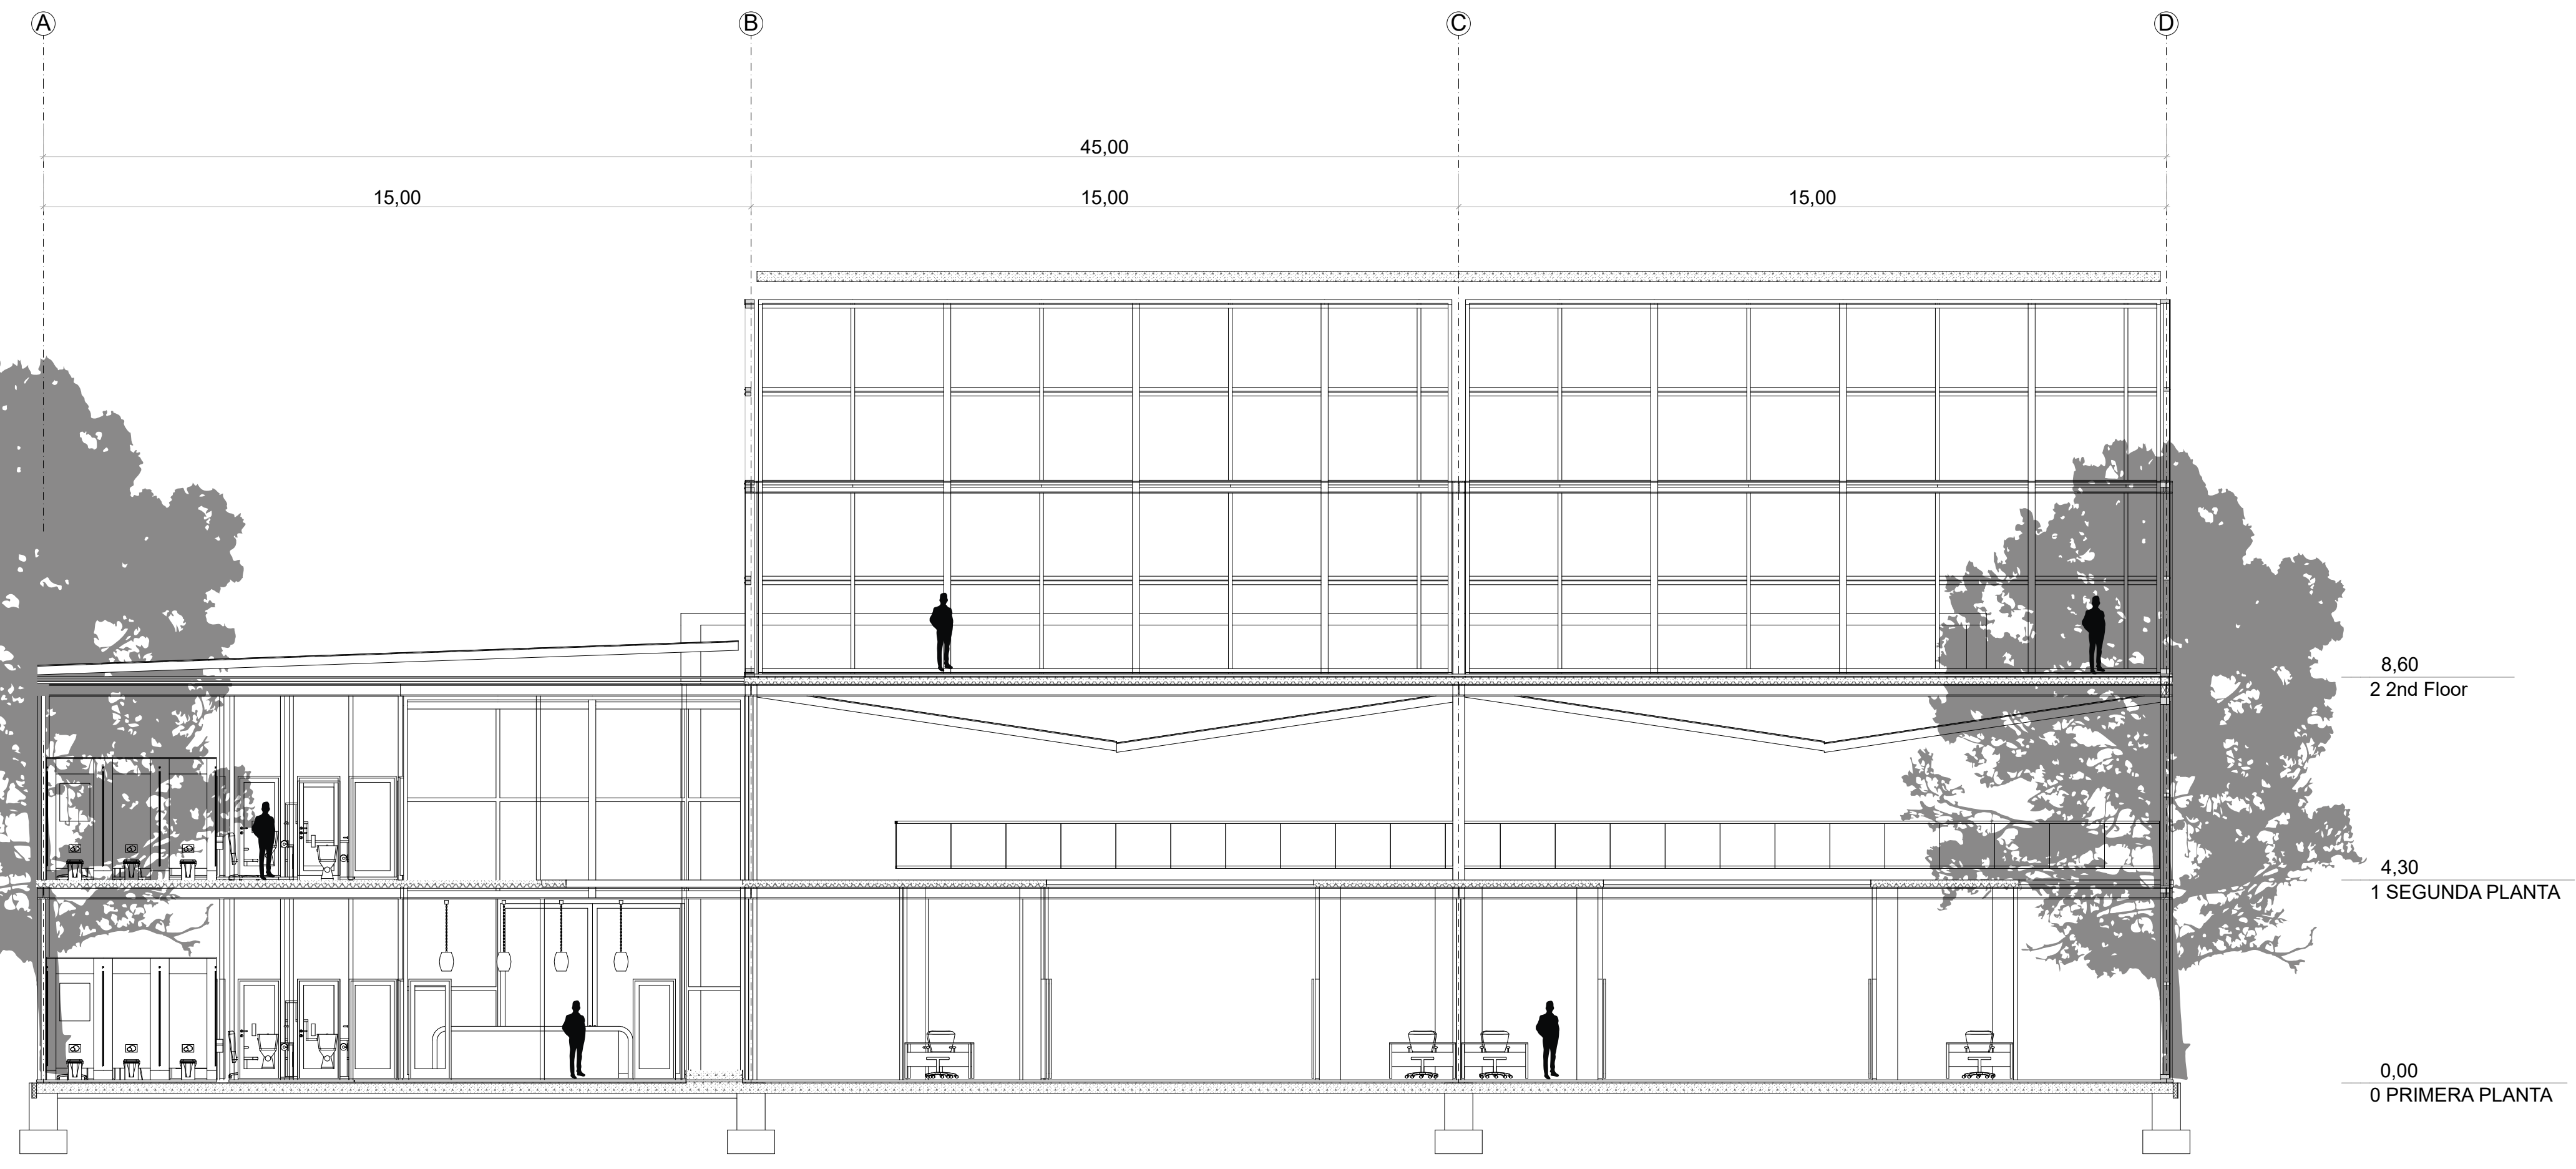 A B C D
45,00
15,00 15,00 15,00
8,60
2 2nd Floor
4,30
1 SEGUNDA PLANTA
0,00
0 PRIMERA PLANTA